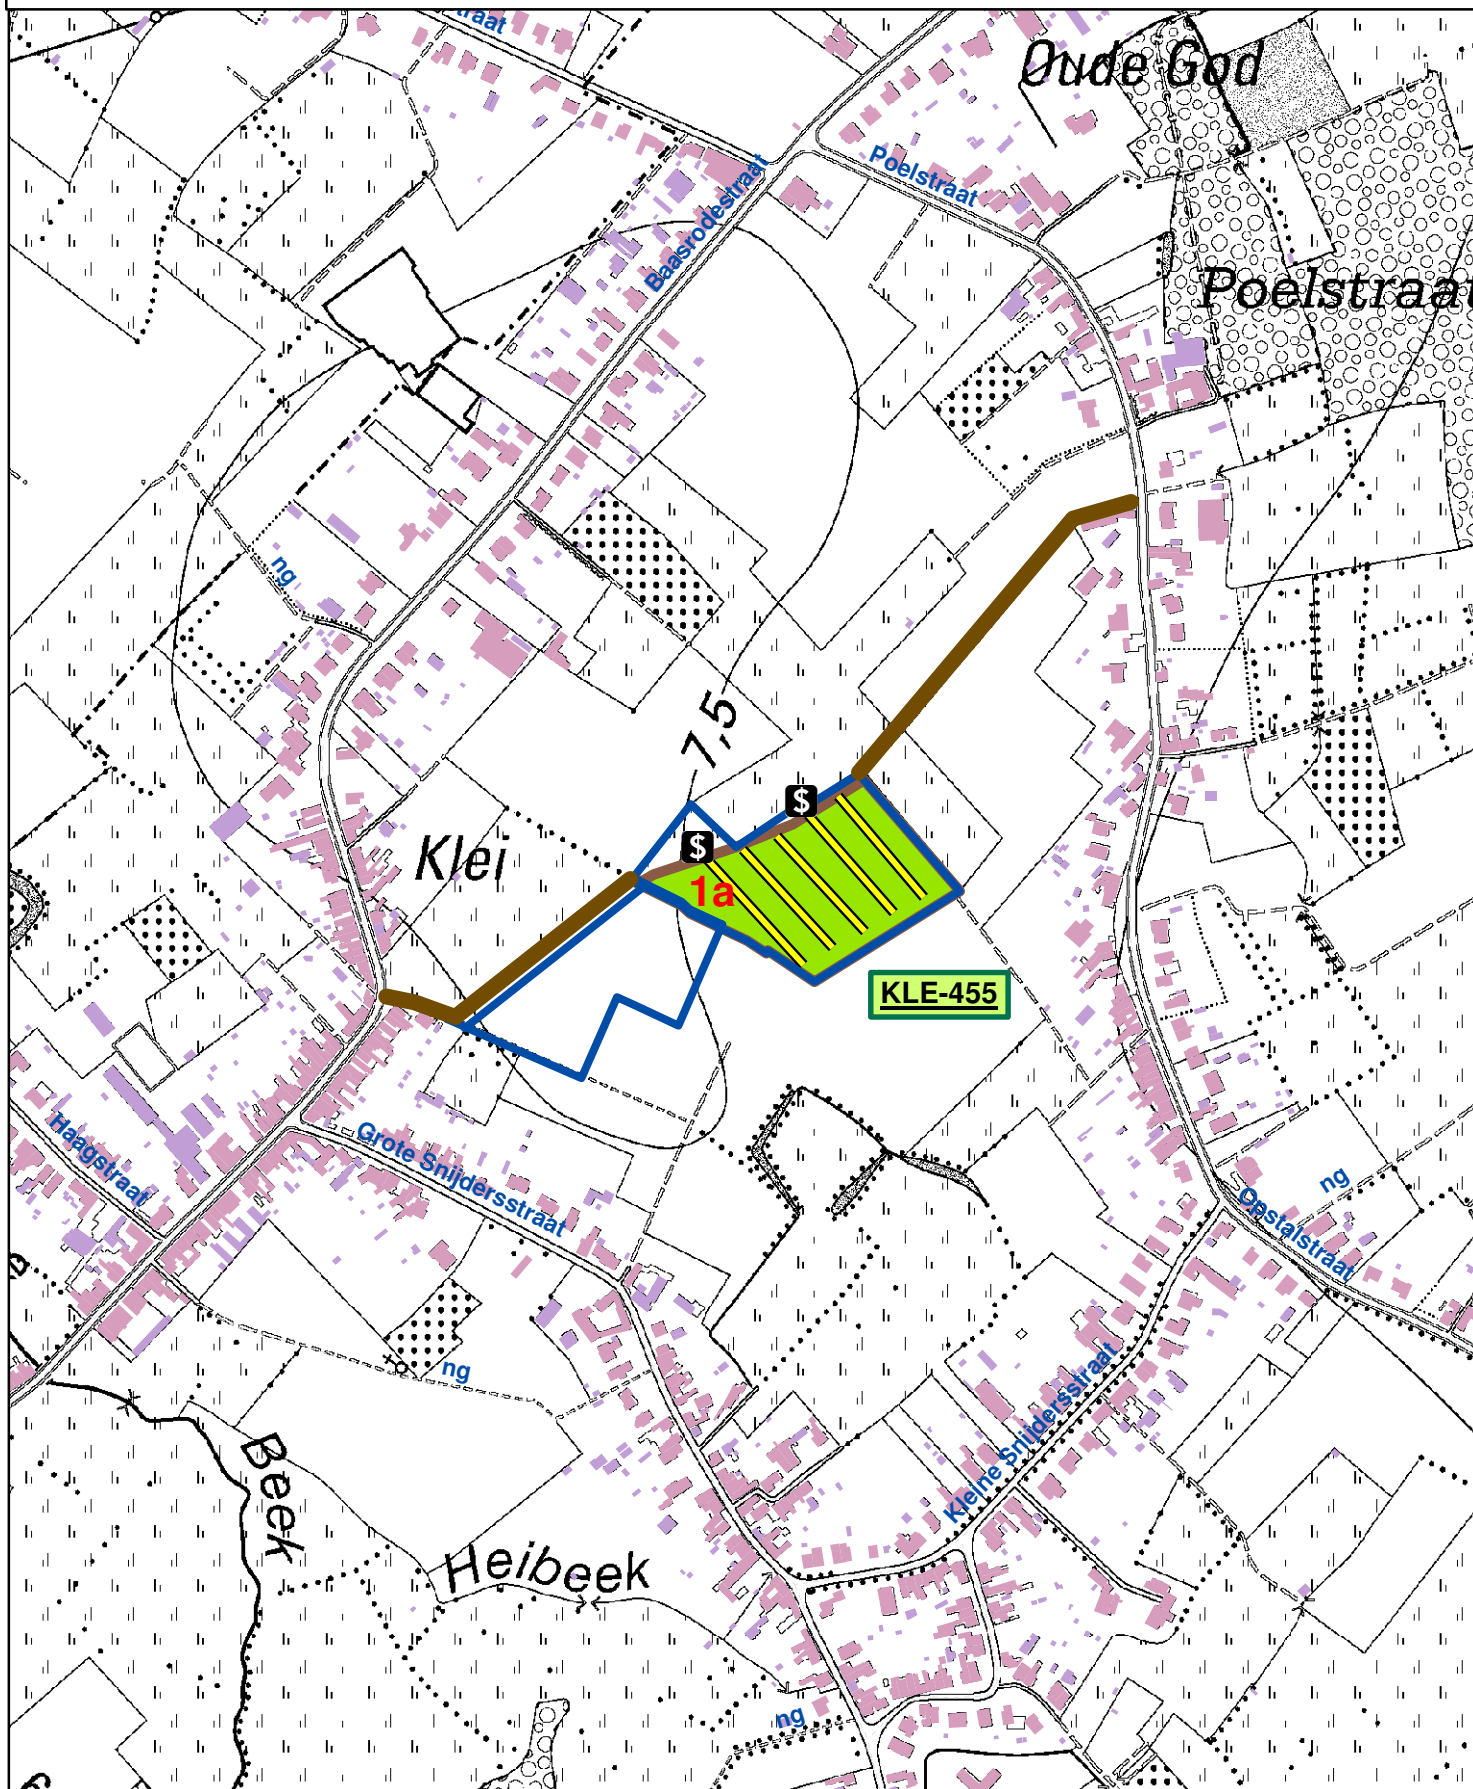 traat
Oude God
Poelstraat
Baasrodestraat
Poelstraat
ng
7,5
$
Klei
$
1a
KLE-455
Haagstraat
Grote Snijdersstraat
ng
Opstalstraat
ng
Kleine Snijdersstraat
Beek
Heibeek
ng